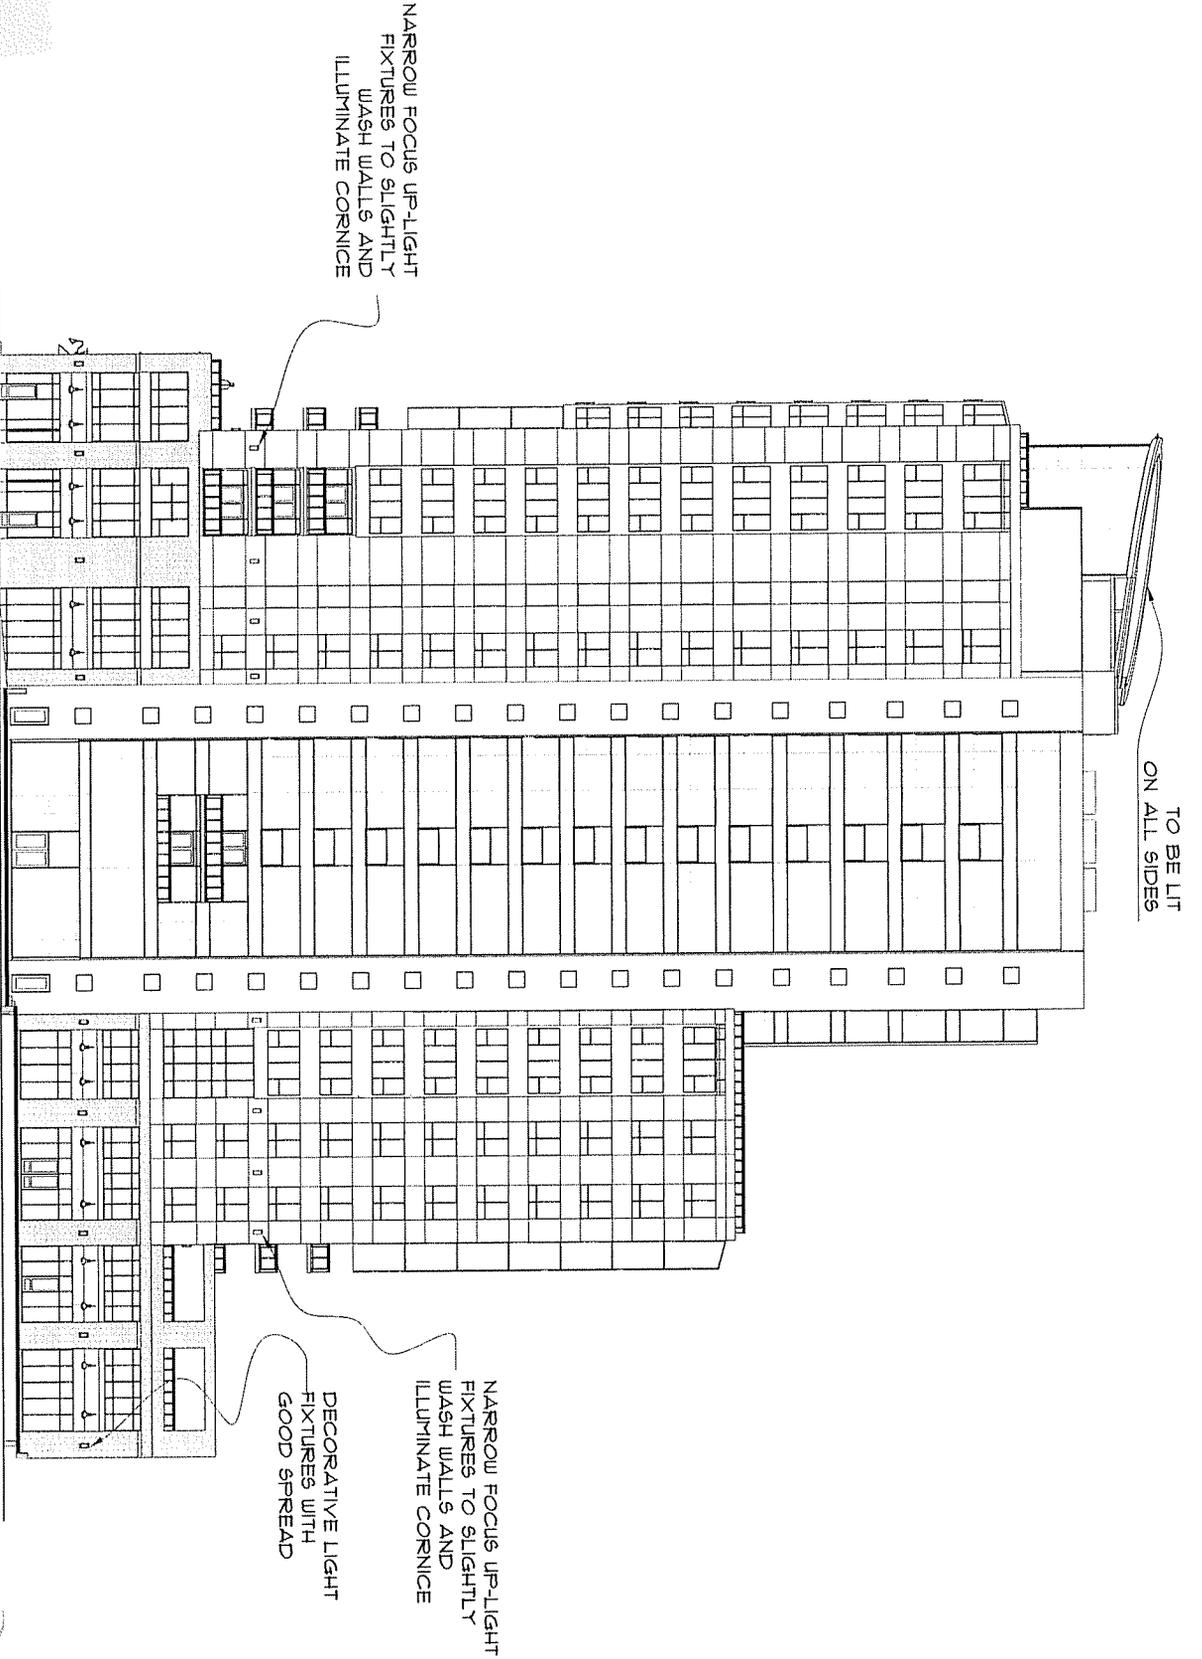 NARROW FOCUS UP-LIGHT
FIXTURES TO SLIGHTLY
WASH WALLS AND
ILLUMINATE CORNICE
TO BE LIT
ON ALL SIDES
NARROW FOCUS UP-LIGHT
FIXTURES TO SLIGHTLY
WASH WALLS AND
ILLUMINATE CORNICE
DECORATIVE LIGHT
FIXTURES WITH
GOOD SPREAD